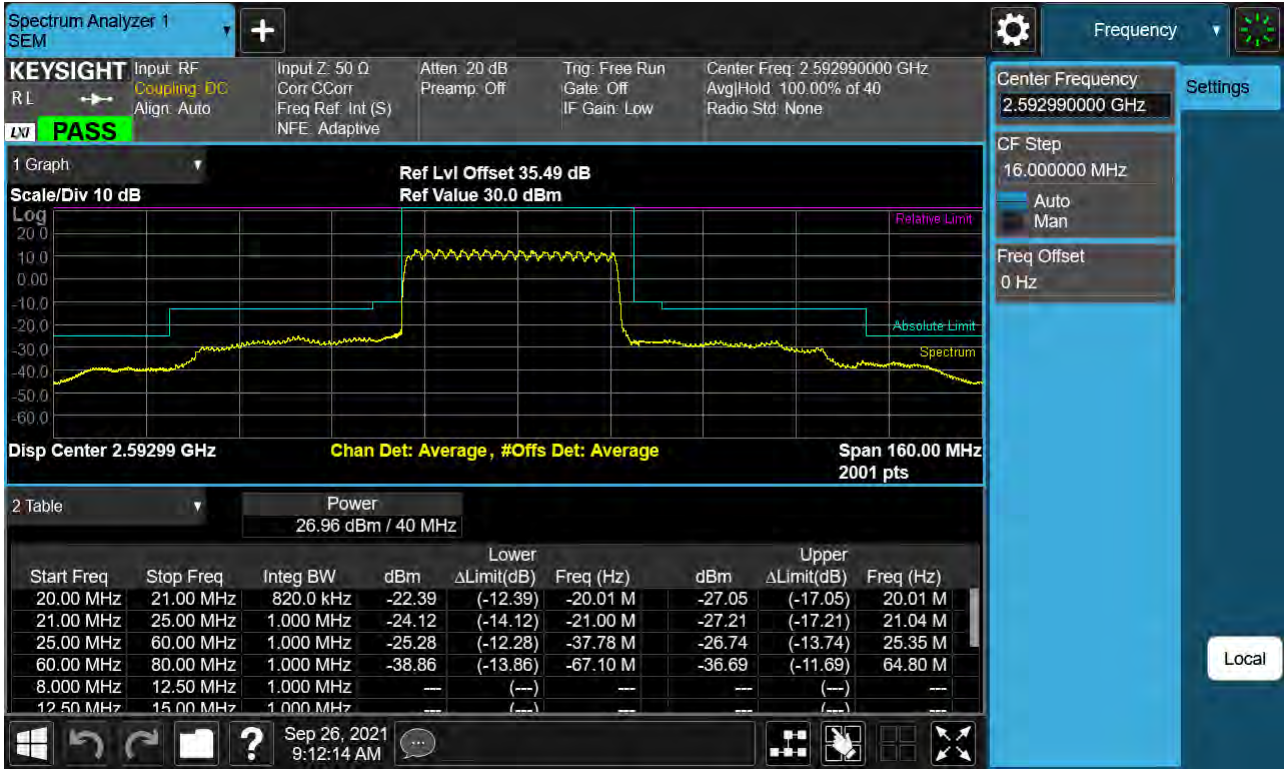 Spectrum Analyzer 1
SEM
Frequency
KEYSIGHT
R L
LXI
PASS
Input: RF
Coupling: DC
Align: Auto
Input Z: 50 Ω
Corr CCorr
Freq Ref: Int (S)
NFE: Adaptive
Atten: 20 dB
Preamp: Off
Trig: Free Run
Gate: Off
IF Gain: Low
Center Freq: 2.592990000 GHz
Avg|Hold: 100.00% of 40
Radio Std: None
Center Frequency
2.592990000 GHz
Settings
CF Step
16.000000 MHz
Auto
Man
Freq Offset
0 Hz
Local
1 Graph
Scale/Div 10 dB
Ref Lvl Offset 35.49 dB
Ref Value 30.0 dBm
Log
20.0
10.0
0.00
-10.0
-20.0
-30.0
-40.0
-50.0
-60.0
Relative Limit
Absolute Limit
Spectrum
Disp Center 2.59299 GHz
Chan Det: Average, #Offs Det: Average
Span 160.00 MHz
2001 pts
2 Table
Power
26.96 dBm / 40 MHz
Lower Upper
Start Freq Stop Freq Integ BW dBm ΔLimit(dB) Freq (Hz) dBm ΔLimit(dB) Freq (Hz)
20.00 MHz 21.00 MHz 820.0 kHz -22.39 (-12.39) -20.01 M -27.05 (-17.05) 20.01 M
21.00 MHz 25.00 MHz 1.000 MHz -24.12 (-14.12) -21.00 M -27.21 (-17.21) 21.04 M
25.00 MHz 60.00 MHz 1.000 MHz -25.28 (-12.28) -37.78 M -26.74 (-13.74) 25.35 M
60.00 MHz 80.00 MHz 1.000 MHz -38.86 (-13.86) -67.10 M -36.69 (-11.69) 64.80 M
8.000 MHz 12.50 MHz 1.000 MHz --- (---) --- --- (---) ---
12.50 MHz 15.00 MHz 1.000 MHz --- (---) --- --- (---) ---
?
Sep 26, 2021
9:12:14 AM